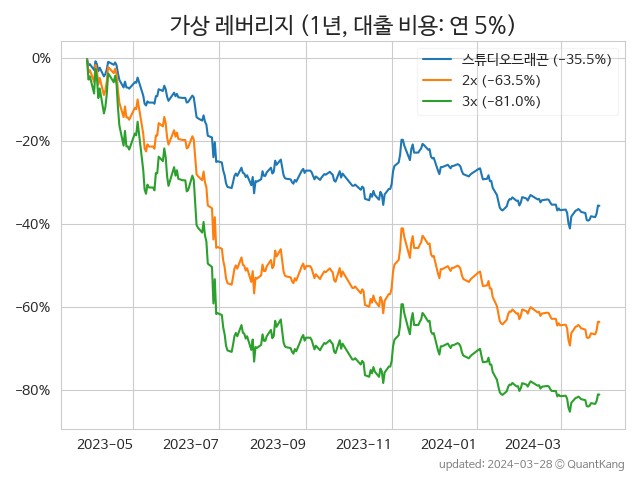 가상 레버리지 (1년, 대출 비용: 연 5%)
스튜디오드래곤 (−35.5%)
2x (−63.5%)
3x (−81.0%)
0%
−20%
−40%
−60%
−80%
2023-05 2023-07 2023-09 2023-11 2024-01 2024-03
updated: 2024-03-28 © QuantKang